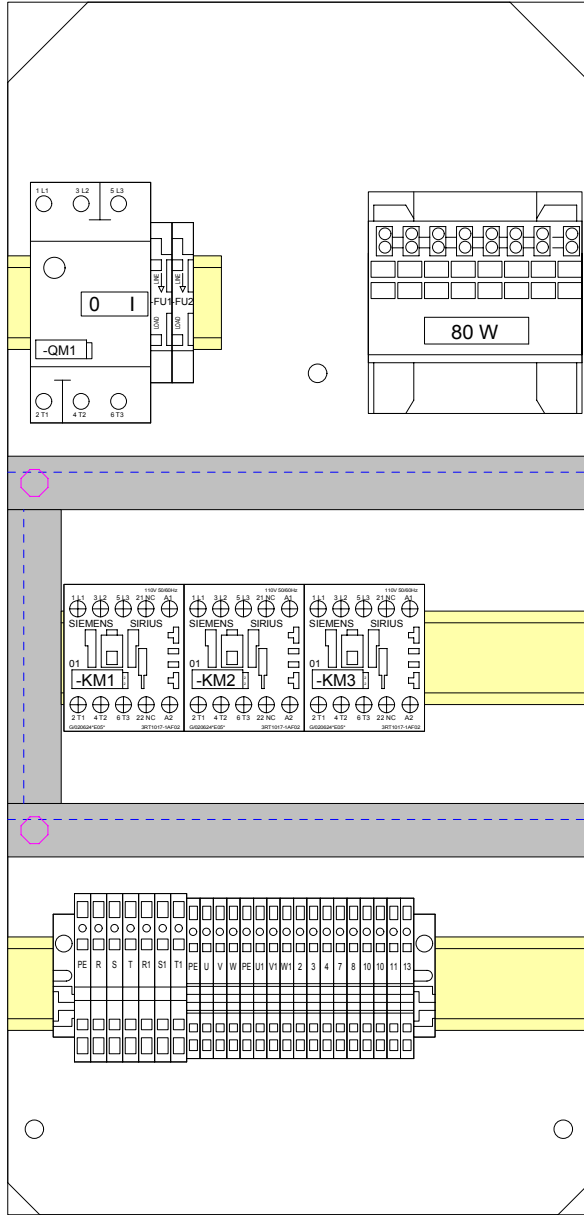 1 L1 3 L2 5 L3
LINE LINE
0 I
-FU1 -FU2
LOAD LOAD
-QM1
2 T1 4 T2 6 T3
80 W
110V 50/60Hz 110V 50/60Hz 110V 50/60Hz
1 L1 3 L2 5 L3 21 NC A1 1 L1 3 L2 5 L3 21 NC A1 1 L1 3 L2 5 L3 21 NC A1
SIEMENS SIRIUS SIEMENS SIRIUS SIEMENS SIRIUS
01 01 01
-KM1 -KM2 -KM3
2 T1 4 T2 6 T3 22 NC A2 2 T1 4 T2 6 T3 22 NC A2 2 T1 4 T2 6 T3 22 NC A2
G/020624*E05* 3RT1017-1AF02 G/020624*E05* 3RT1017-1AF02 G/020624*E05* 3RT1017-1AF02
PE R S T R1 S1 T1 PE U V W PE U1 V1 W1 2 3 4 7 8 10 10 11 13